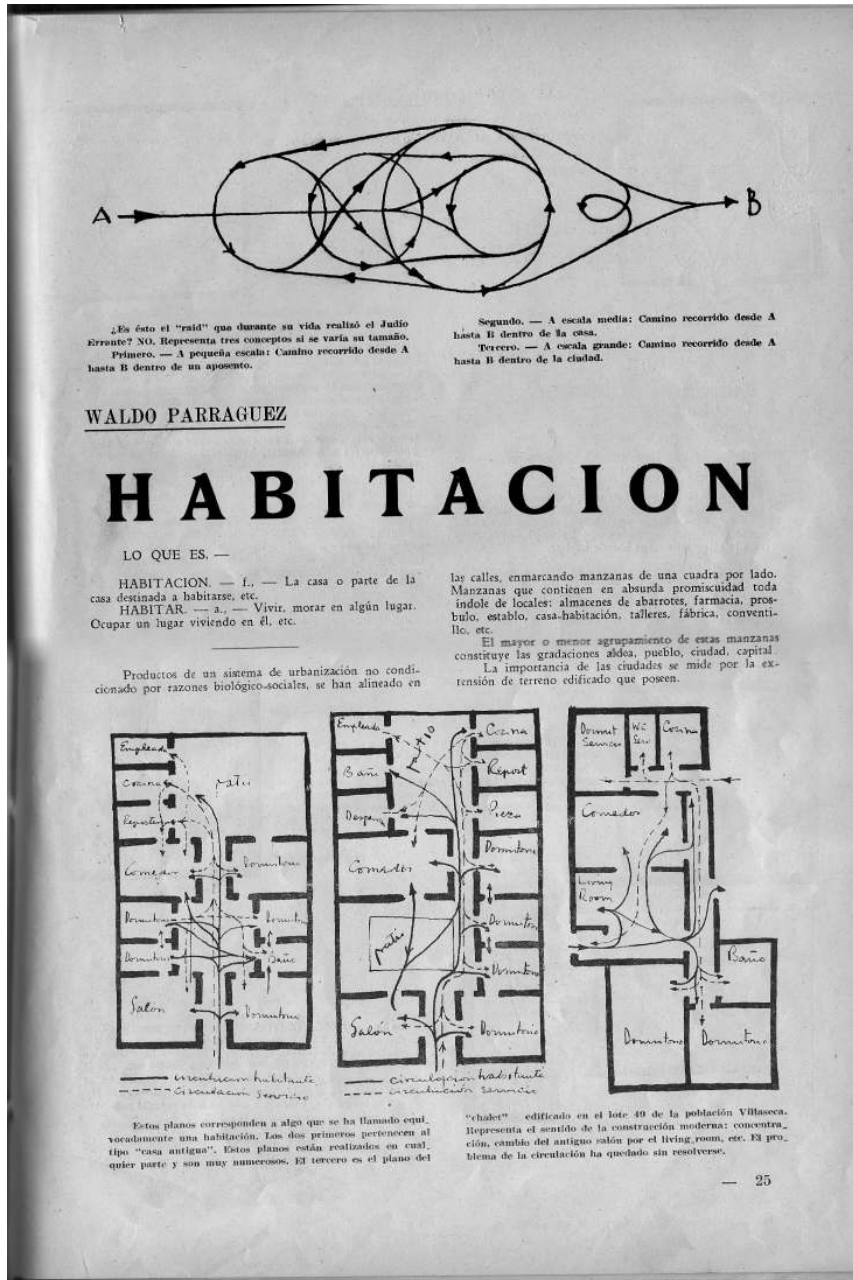 A
B
¿Es ésto el "raid" que durante su vida realizó el Judío
Errante? NO. Representa tres conceptos si se varía su tamaño.
Primero. — A pequeña escala: Camino recorrido desde A
hasta B dentro de un aposento.
Segundo. — A escala media: Camino recorrido desde A
hasta B dentro de la casa.
Tercero. — A escala grande: Camino recorrido desde A
hasta B dentro de la ciudad.
WALDO PARRAGUEZ
HABITACION
LO QUE ES. —
HABITACION. — f., — La casa o parte de la
casa destinada a habitarse, etc.
HABITAR. — a., — Vivir, morar en algún lugar.
Ocupar un lugar viviendo en él, etc.
Productos de un sistema de urbanización no condi-
cionado por razones biológico-sociales, se han alineado en
las calles, enmarcando manzanas de una cuadra por lado.
Manzanas que contienen en absurda promiscuidad toda
índole de locales: almacenes de abarrotes, farmacia, pros-
bulo, establo, casa-habitación, talleres, fábrica, conventi-
llo, etc.
El mayor o menor agrupamiento de estas manzanas
constituye las gradaciones aldea, pueblo, ciudad, capital.
La importancia de las ciudades se mide por la ex-
tensión de terreno edificado que poseen.
Empleada
Cocina
patio
Reposteria
Comedor
Dormitorio
Dormitorio
Dormitorio
Dormitorio
Baño
Salón
Dormitorio
circulacion habitante
circulación servicio
Empleada
patio
Cocina
Baño
Repost
Despen
Pieza
Comedor
Dormitorio
patio
Dormitorio
Dormitorio
Salón
Dormitorio
circulacion habitante
circulación servicio
Dormit
Servicio
WC
Serv
Cocina
Comedor
Living
Room
Baño
Dormitorio
Dormitorio
Estos planos corresponden a algo que se ha llamado equi_
vocadamente una habitación. Los dos primeros pertenecen al
tipo "casa antigua". Estos planos están realizados en cual_
quier parte y son muy numerosos. El tercero es el plano del
"chalet" edificado en el lote 49 de la población Villaseca.
Representa el sentido de la construcción moderna: concentra_
ción, cambio del antiguo salón por el living_room, etc. El pro_
blema de la circulación ha quedado sin resolverse.
— 25